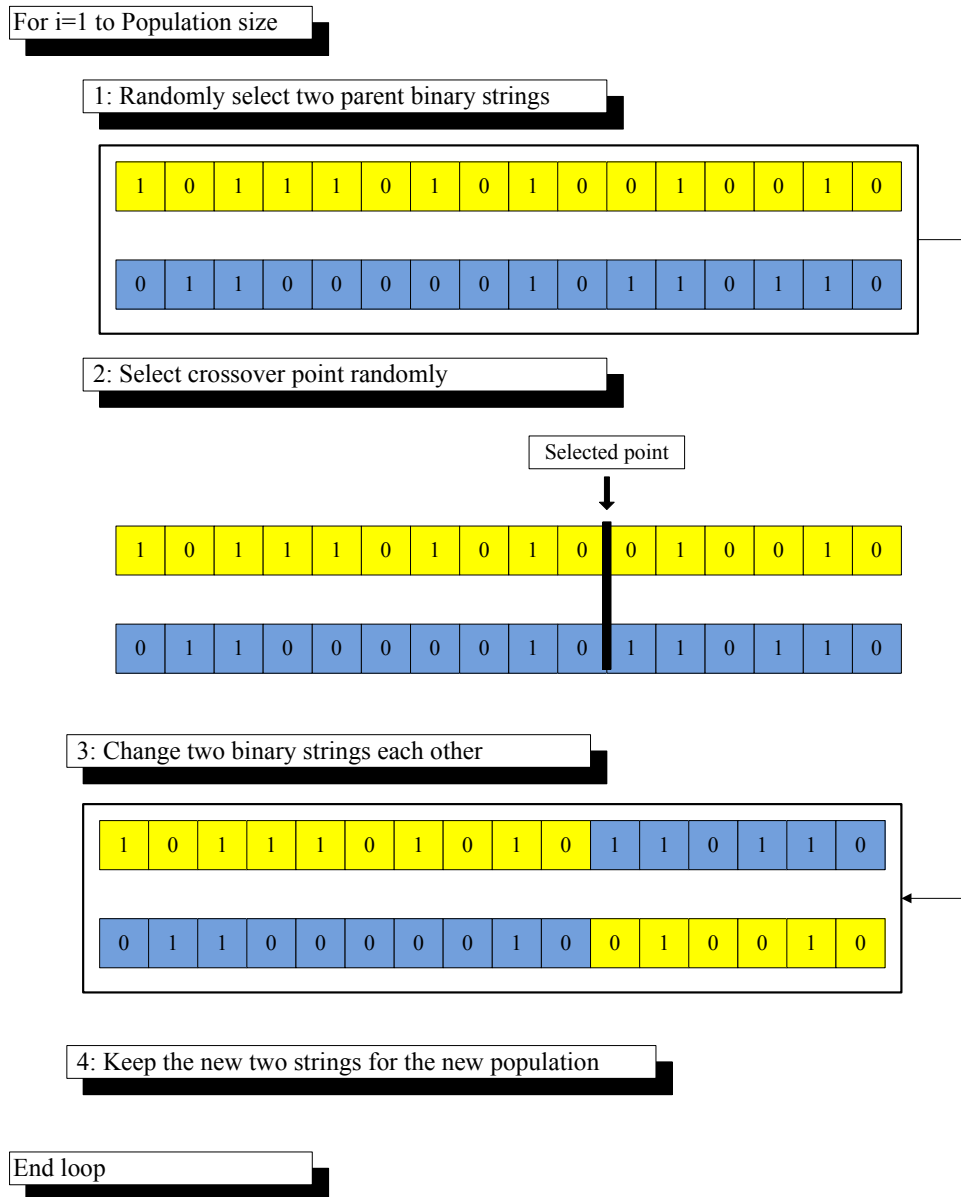 For i=1 to Population size
1: Randomly select two parent binary strings
1 0 1 1 1 0 1 0 1 0 0 1 0 0 1 0
0 1 1 0 0 0 0 0 1 0 1 1 0 1 1 0
2: Select crossover point randomly
Selected point
1 0 1 1 1 0 1 0 1 0 0 1 0 0 1 0
0 1 1 0 0 0 0 0 1 0 1 1 0 1 1 0
3: Change two binary strings each other
1 0 1 1 1 0 1 0 1 0 1 1 0 1 1 0
0 1 1 0 0 0 0 0 1 0 0 1 0 0 1 0
4: Keep the new two strings for the new population
End loop